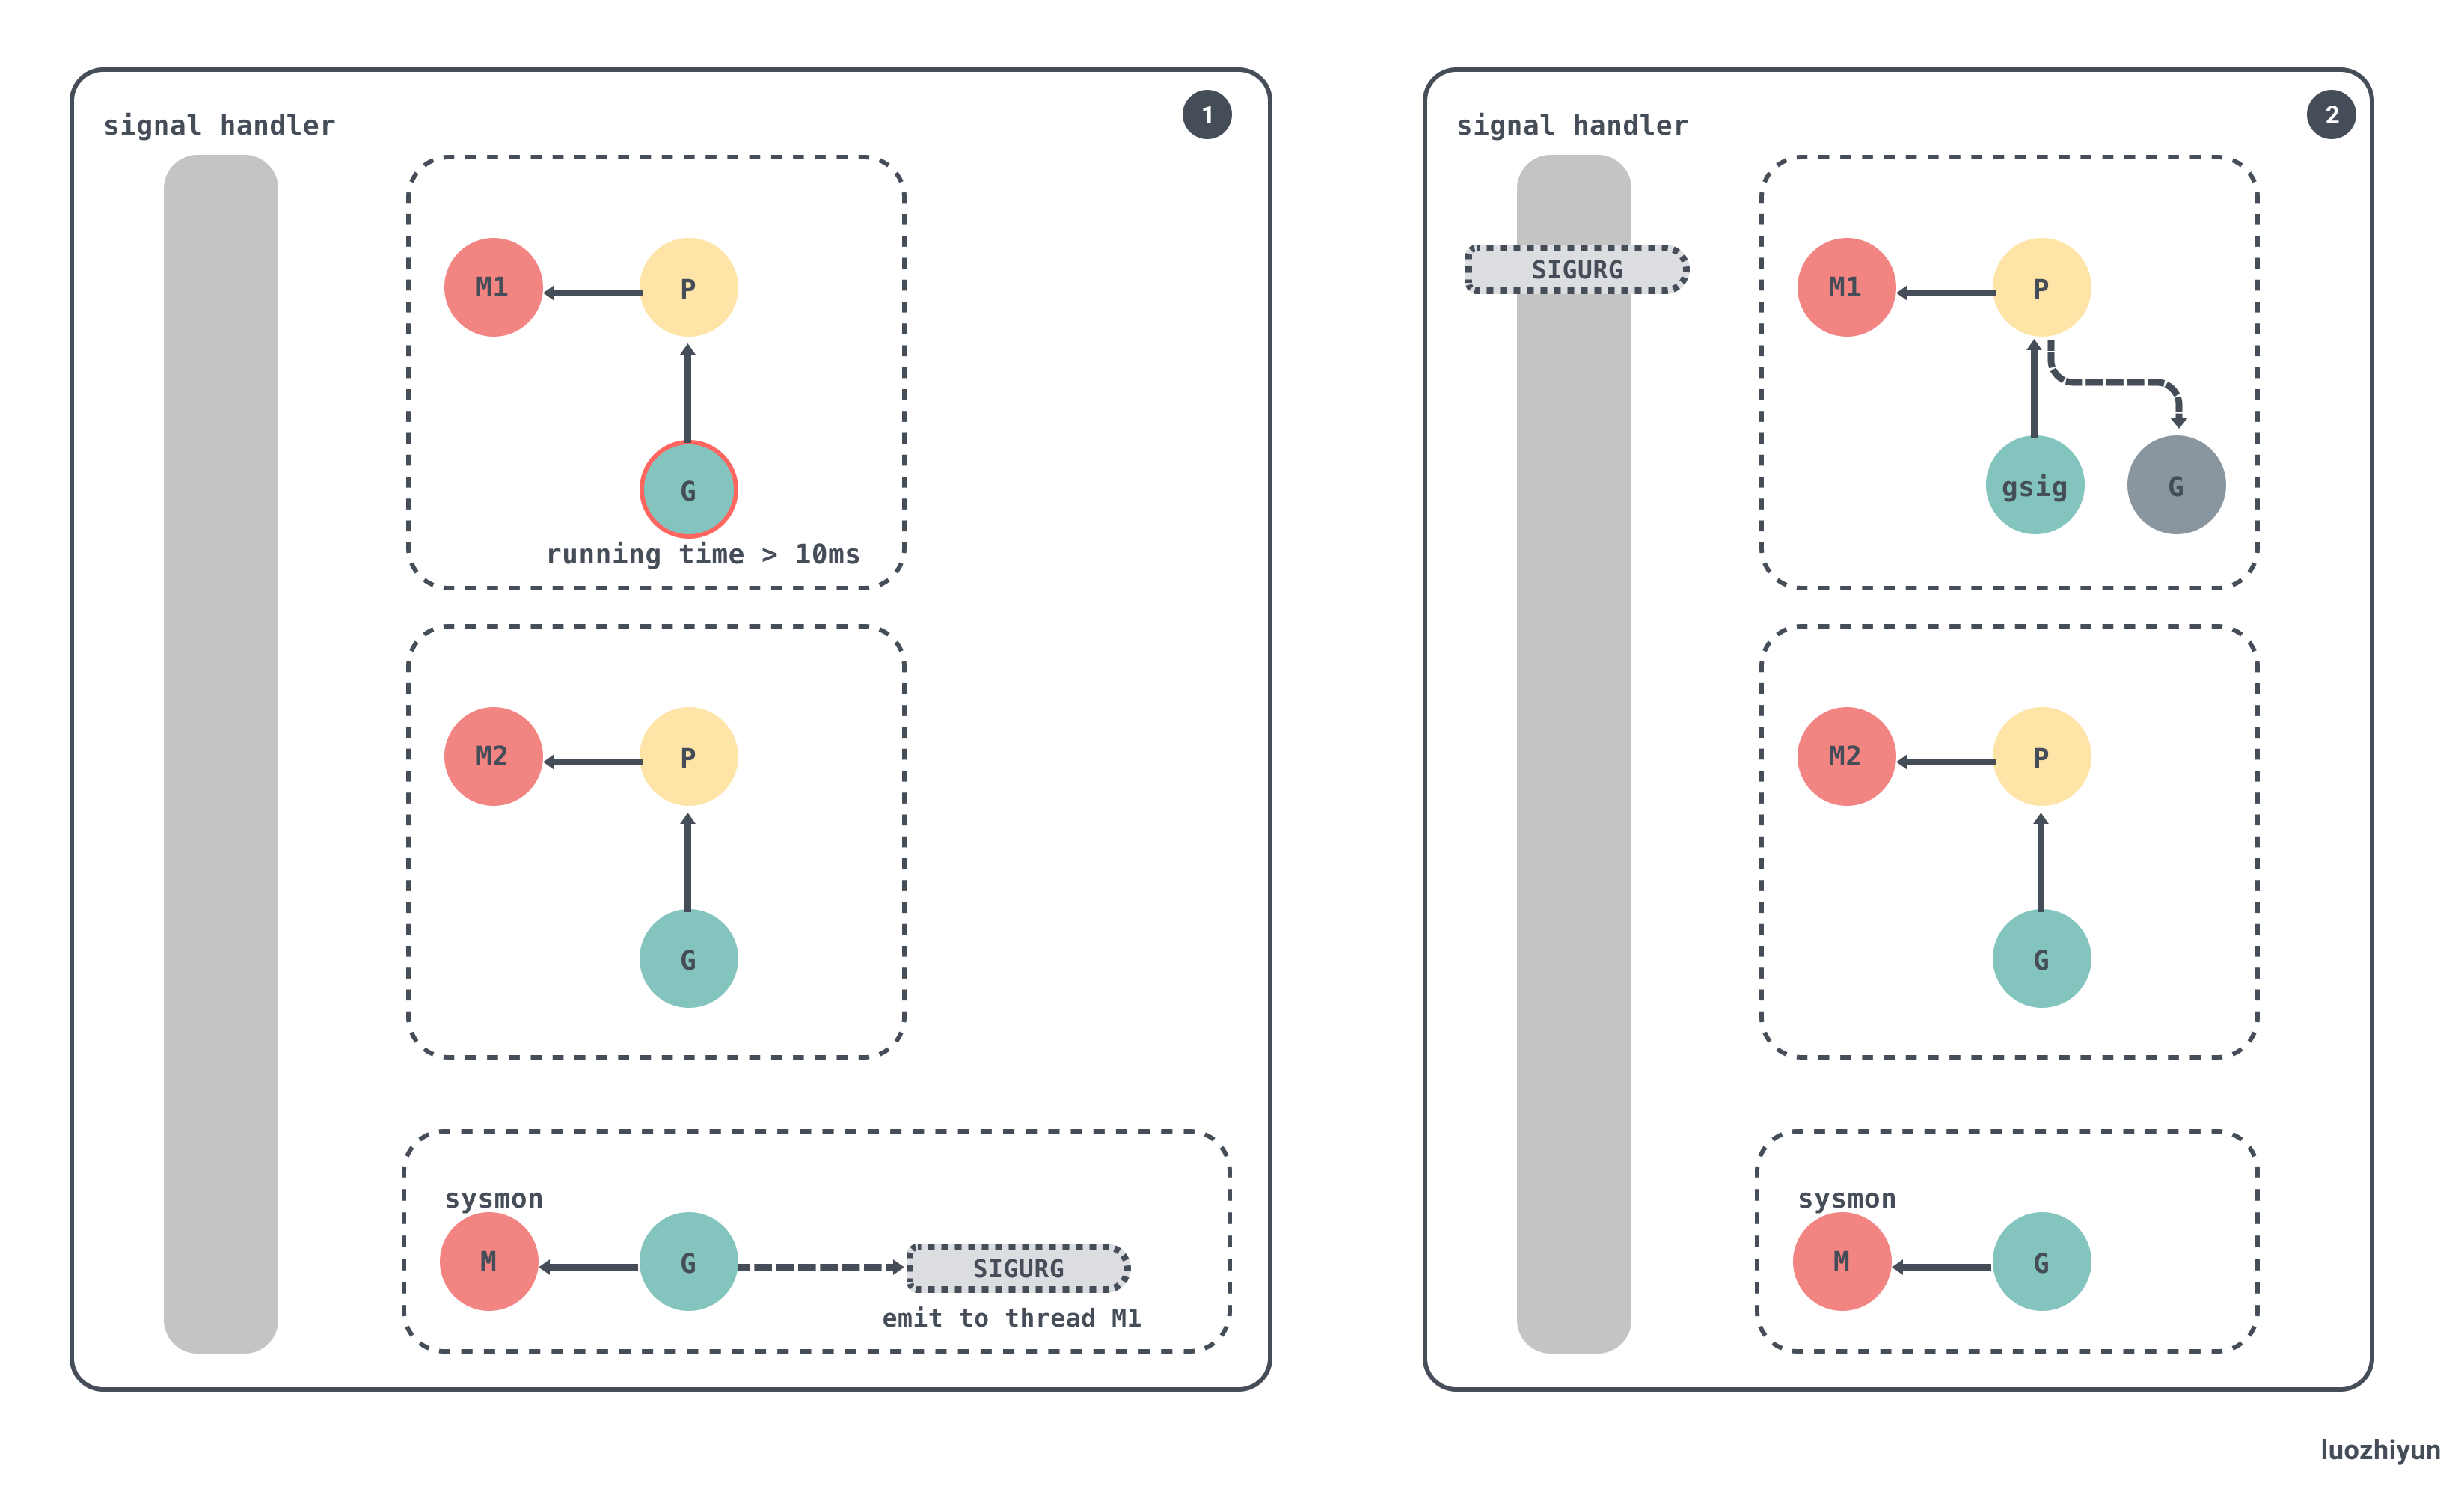 signal handler
1
M1
P
G
running time > 10ms
M2
P
G
sysmon
M
G
SIGURG
emit to thread M1
signal handler
2
SIGURG
M1
P
gsig
G
M2
P
G
sysmon
M
G
luozhiyun